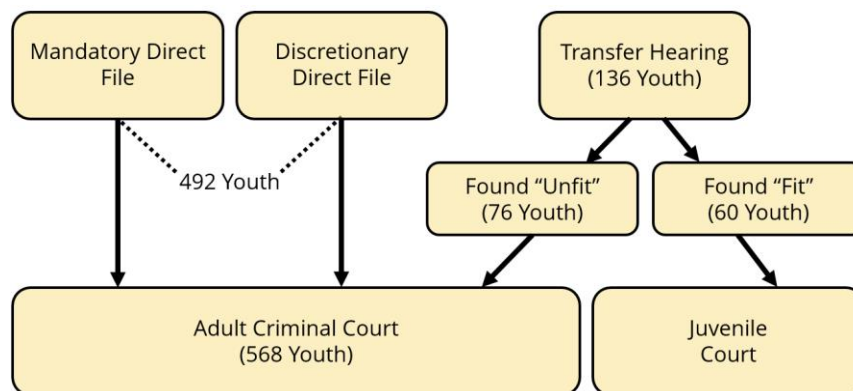 Mandatory Direct
File
Discretionary
Direct File
Transfer Hearing
(136 Youth)
492 Youth
Found “Unfit”
(76 Youth)
Found “Fit”
(60 Youth)
Adult Criminal Court
(568 Youth)
Juvenile
Court